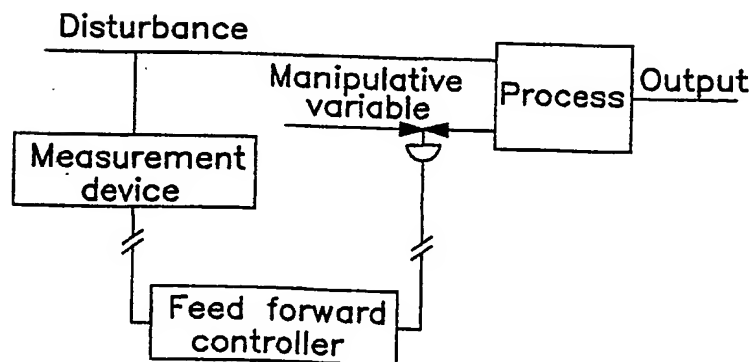 Disturbance
Manipulative
variable
Process
Output
Measurement
device
Feed forward
controller